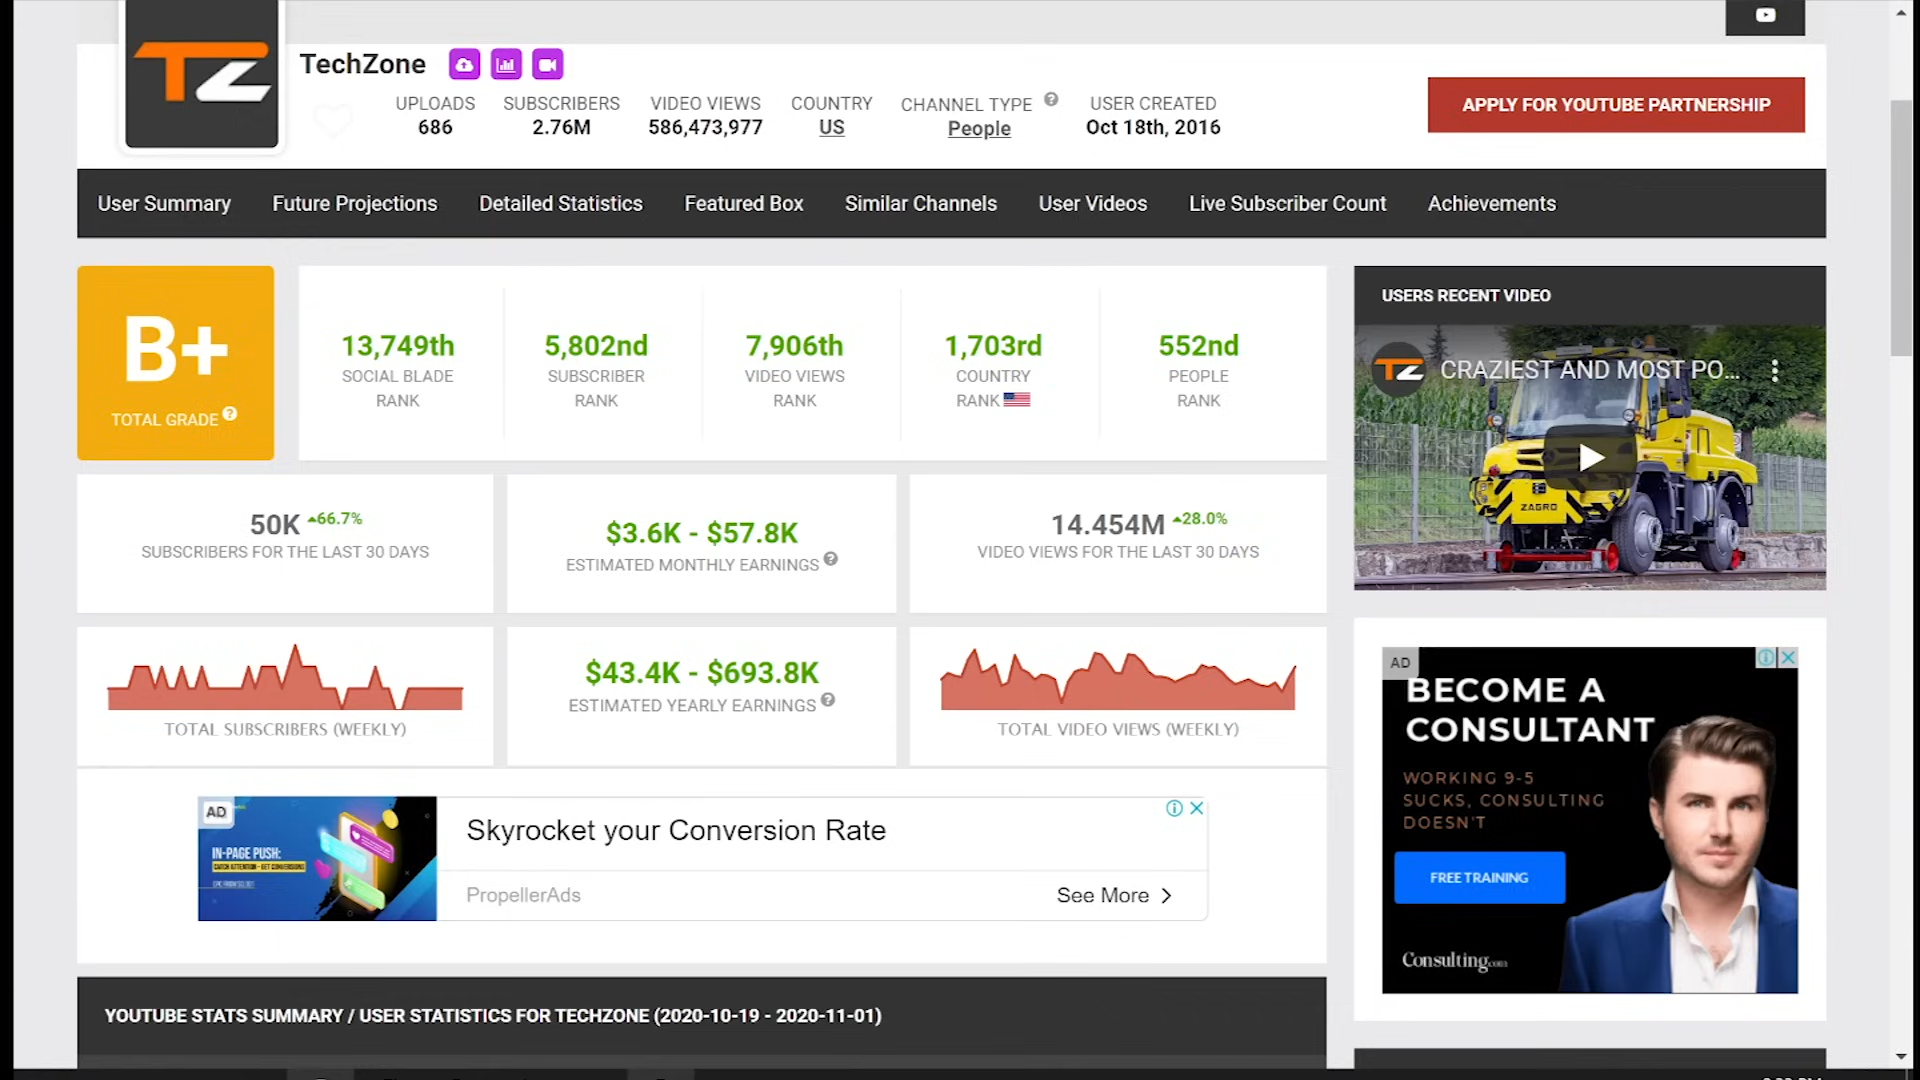 TZ
TechZone
UPLOADS
686
SUBSCRIBERS
2.76M
VIDEO VIEWS
586,473,977
COUNTRY
US
CHANNEL TYPE
People
USER CREATED
Oct 18th, 2016
APPLY FOR YOUTUBE PARTNERSHIP
User Summary Future Projections Detailed Statistics Featured Box Similar Channels User Videos Live Subscriber Count Achievements
B+
TOTAL GRADE
13,749th
SOCIAL BLADE
RANK
5,802nd
SUBSCRIBER
RANK
7,906th
VIDEO VIEWS
RANK
1,703rd
COUNTRY
RANK
552nd
PEOPLE
RANK
50K 66.7%
SUBSCRIBERS FOR THE LAST 30 DAYS
$3.6K - $57.8K
ESTIMATED MONTHLY EARNINGS
14.454M 28.0%
VIDEO VIEWS FOR THE LAST 30 DAYS
TOTAL SUBSCRIBERS (WEEKLY)
$43.4K - $693.8K
ESTIMATED YEARLY EARNINGS
TOTAL VIDEO VIEWS (WEEKLY)
USERS RECENT VIDEO
TZ
CRAZIEST AND MOST PO...
ZAGRO
AD
BECOME A
CONSULTANT
WORKING 9-5
SUCKS, CONSULTING
DOESN'T
FREE TRAINING
Consulting.com
AD
IN-PAGE PUSH:
Skyrocket your Conversion Rate
PropellerAds
See More
YOUTUBE STATS SUMMARY / USER STATISTICS FOR TECHZONE (2020-10-19 - 2020-11-01)